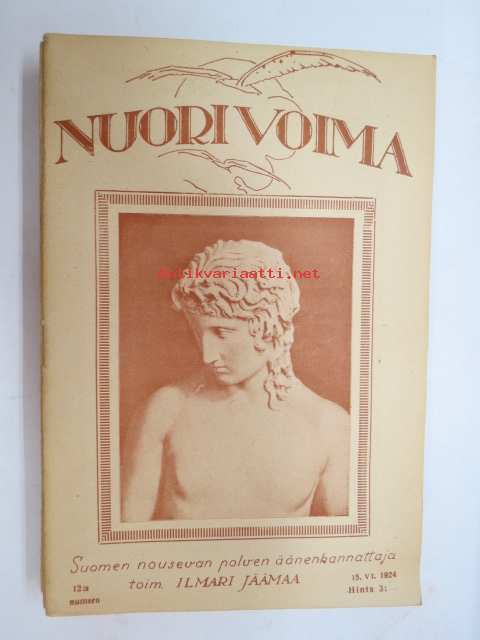 NUORI VOIMA
antikvariaatti.net
Suomen nousevan polven äänenkannattaja
toim. ILMARI JÄÄMAA
12:s
numero
15. VI. 1924
Hinta 3:—